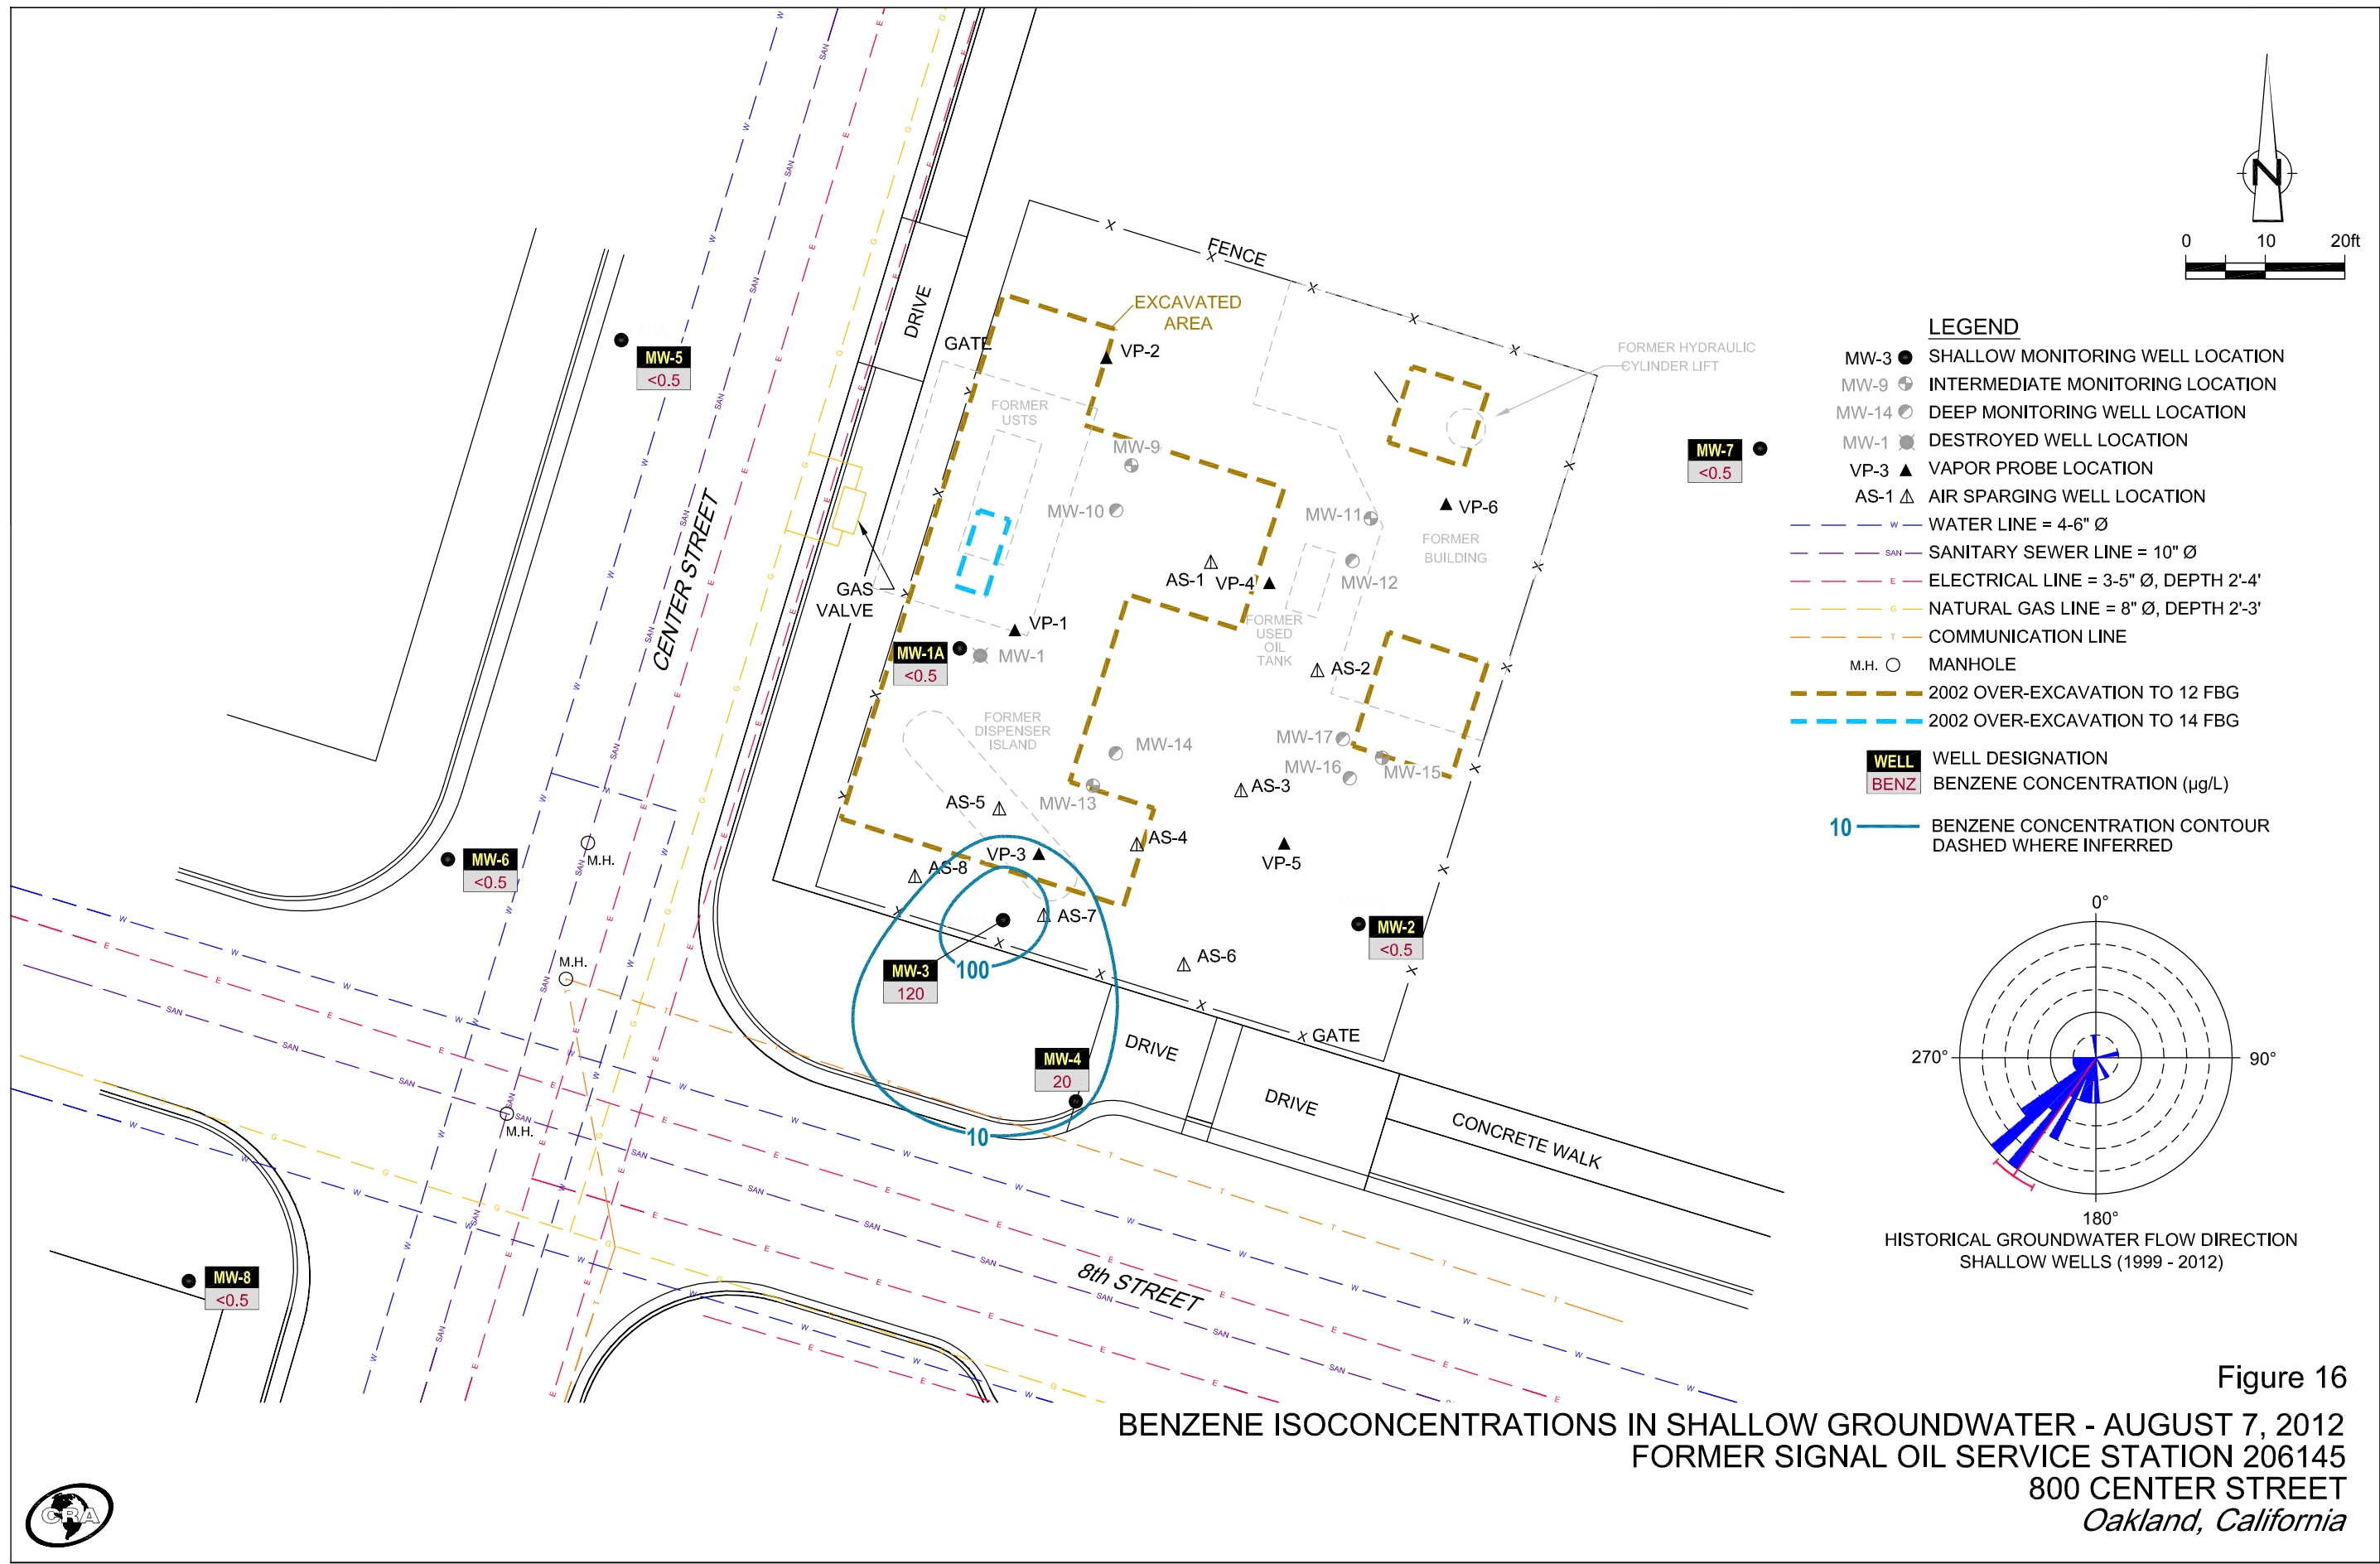 FENCE
EXCAVATED
AREA
DRIVE
GATE
VP-2
FORMER
USTS
MW-9
MW-10
FORMER HYDRAULIC
CYLINDER LIFT
MW-5
<0.5
MW-7
<0.5
MW-11
VP-6
FORMER
BUILDING
MW-12
AS-1
VP-4
CENTER STREET
GAS
VALVE
VP-1
MW-1A
<0.5
MW-1
FORMER
USED
OIL
TANK
AS-2
FORMER
DISPENSER
ISLAND
MW-14
MW-17
MW-16
MW-15
AS-5
MW-13
AS-3
AS-4
VP-3
VP-5
AS-8
AS-7
MW-6
<0.5
M.H.
M.H.
M.H.
MW-3
120
100
AS-6
MW-2
<0.5
GATE
MW-4
20
10
DRIVE
DRIVE
CONCRETE WALK
8th STREET
MW-8
<0.5
N
0 10 20ft
LEGEND
MW-3 SHALLOW MONITORING WELL LOCATION
MW-9 INTERMEDIATE MONITORING LOCATION
MW-14 DEEP MONITORING WELL LOCATION
MW-1 DESTROYED WELL LOCATION
VP-3 VAPOR PROBE LOCATION
AS-1 AIR SPARGING WELL LOCATION
W WATER LINE = 4-6" Ø
SAN SANITARY SEWER LINE = 10" Ø
E ELECTRICAL LINE = 3-5" Ø, DEPTH 2'-4'
G NATURAL GAS LINE = 8" Ø, DEPTH 2'-3'
T COMMUNICATION LINE
M.H. MANHOLE
2002 OVER-EXCAVATION TO 12 FBG
2002 OVER-EXCAVATION TO 14 FBG
WELL WELL DESIGNATION
BENZ BENZENE CONCENTRATION (µg/L)
10 BENZENE CONCENTRATION CONTOUR
DASHED WHERE INFERRED
0°
270° 90°
180°
HISTORICAL GROUNDWATER FLOW DIRECTION
SHALLOW WELLS (1999 - 2012)
Figure 16
BENZENE ISOCONCENTRATIONS IN SHALLOW GROUNDWATER - AUGUST 7, 2012
FORMER SIGNAL OIL SERVICE STATION 206145
800 CENTER STREET
Oakland, California
CRA